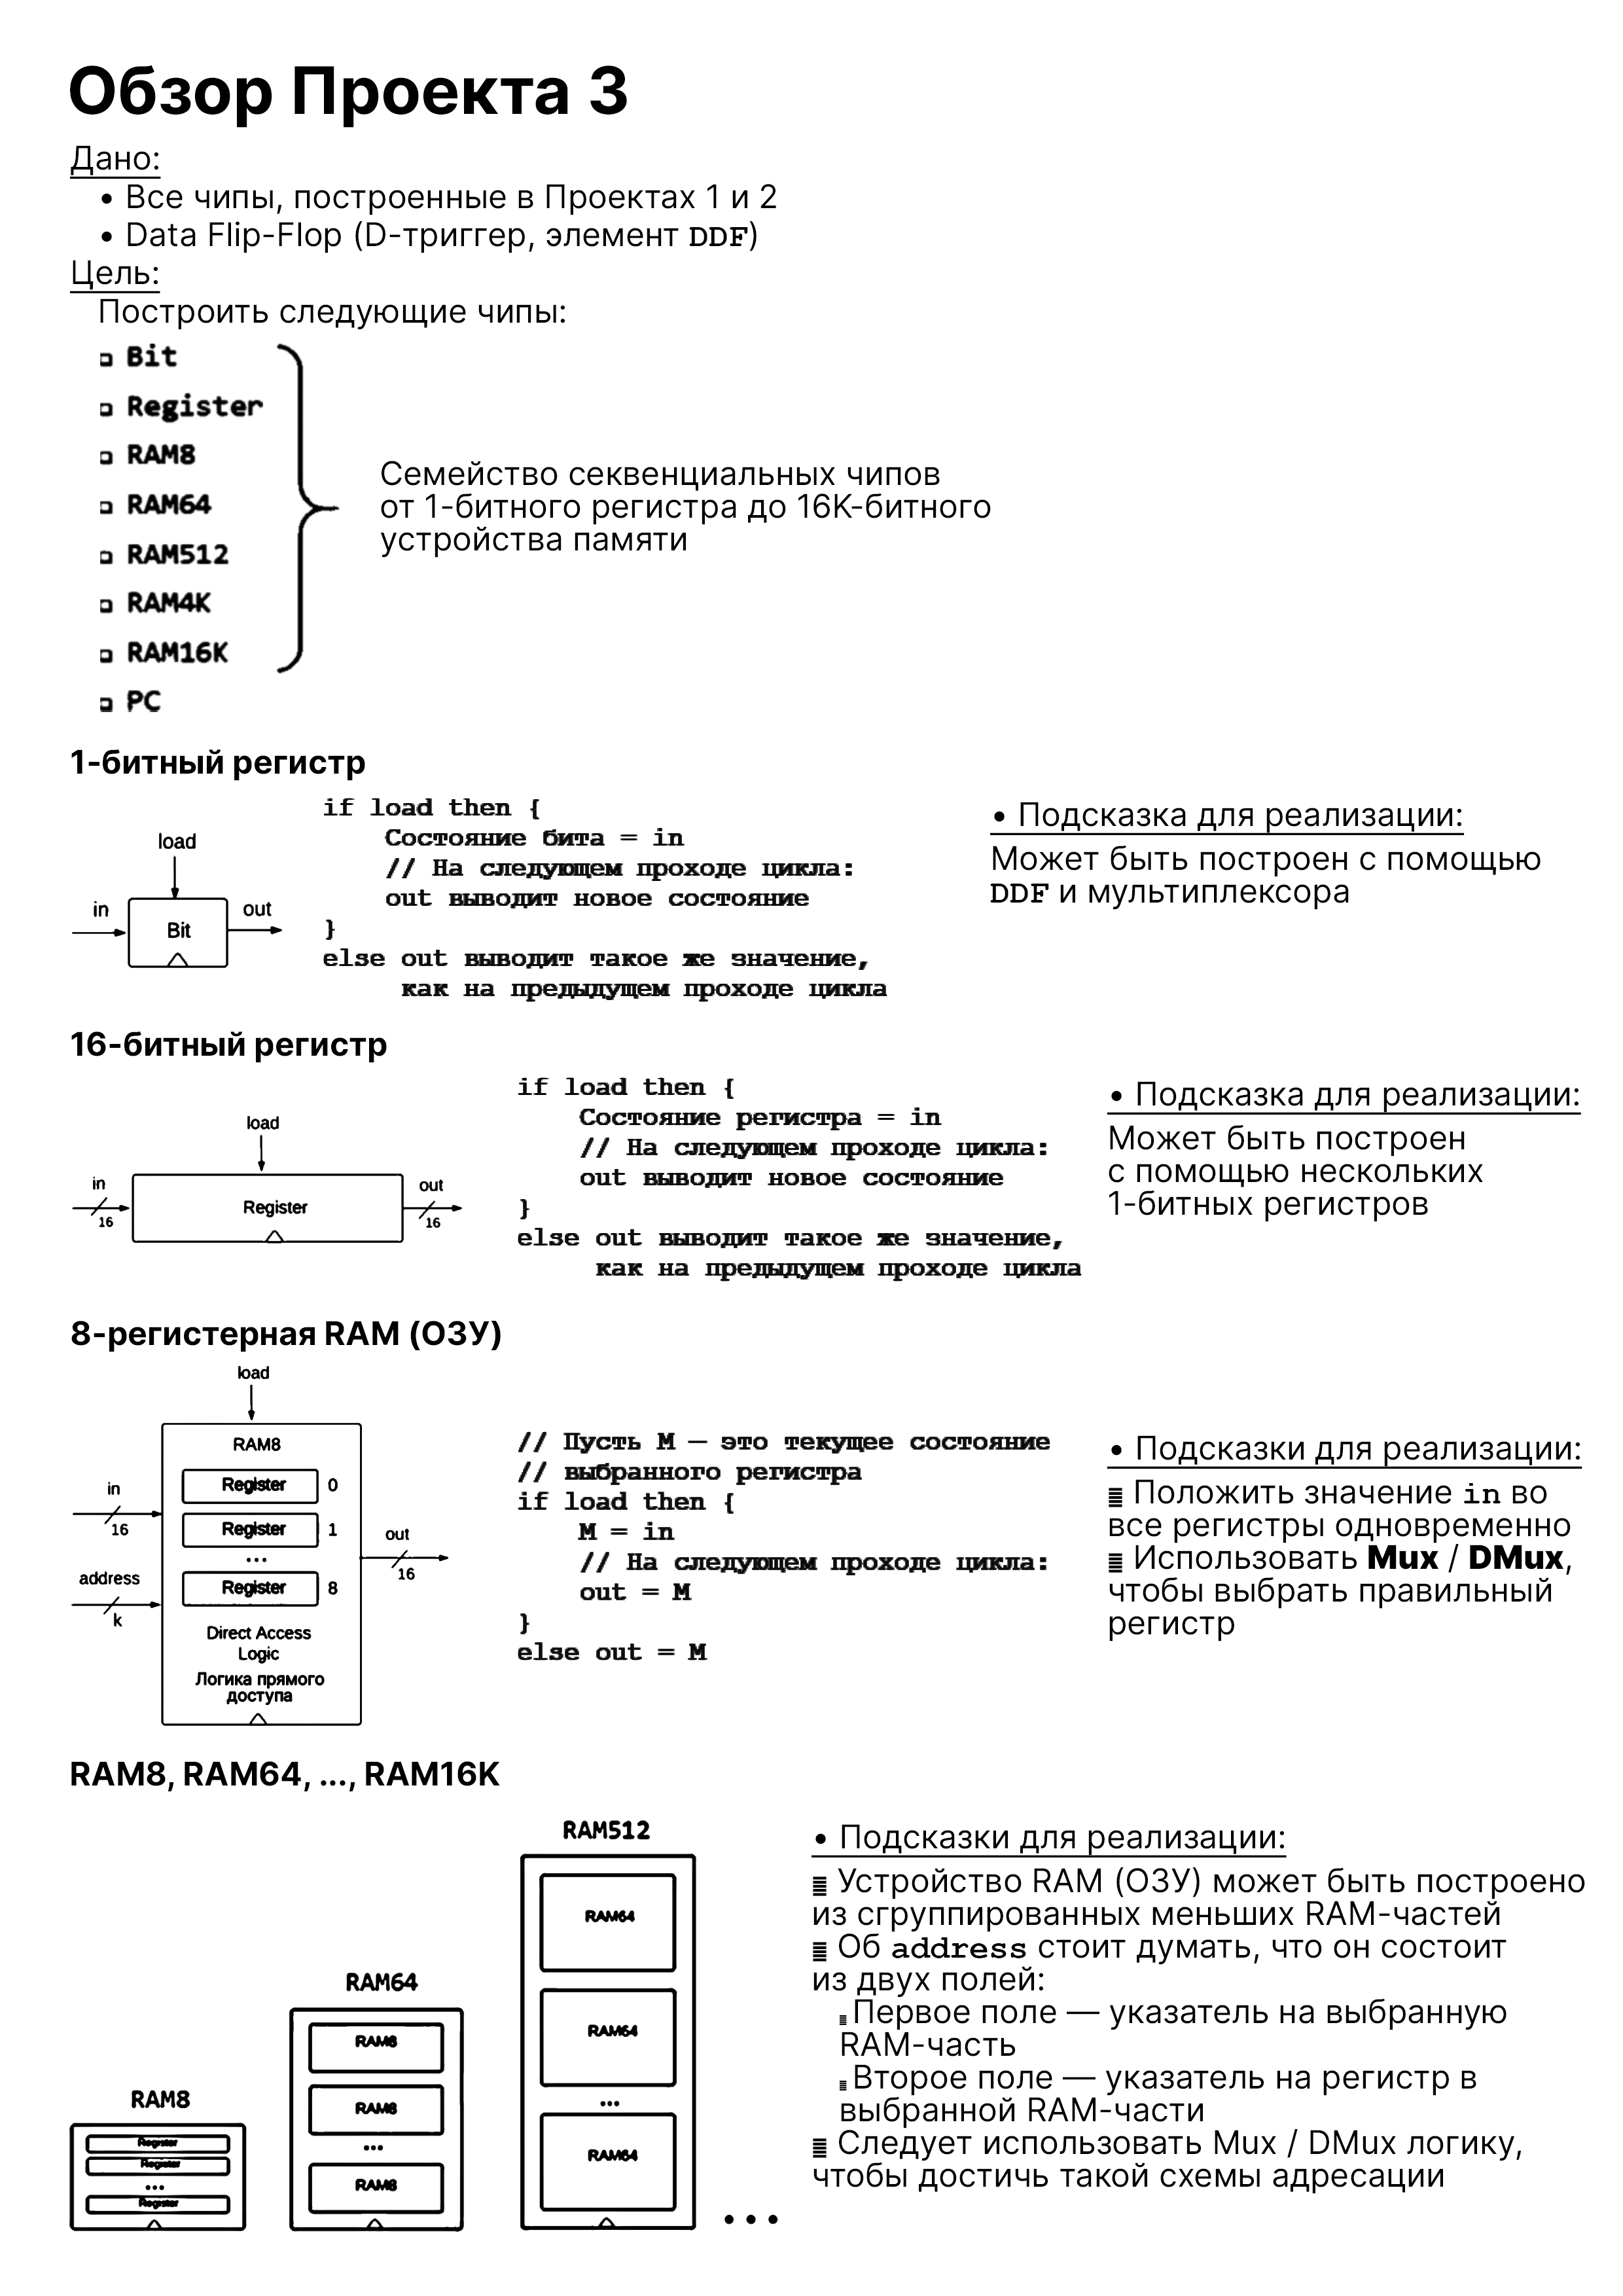 Обзор Проекта 3
Дано:
• Все чипы, построенные в Проектах 1 и 2
• Data Flip-Flop (D-триггер, элемент DDF)
Цель:
Построить следующие чипы:
Bit
Register
RAM8
RAM64
RAM512
RAM4K
RAM16K
PC
Семейство секвенциальных чипов
от 1-битного регистра до 16K-битного
устройства памяти
1-битный регистр
load
in
out
Bit
if load then {
Состояние бита = in
// На следующем проходе цикла:
out выводит новое состояние
}
else out выводит такое же значение,
как на предыдущем проходе цикла
• Подсказка для реализации:
Может быть построен с помощью
DDF и мультиплексора
16-битный регистр
load
in
16
Register
out
16
if load then {
Состояние регистра = in
// На следующем проходе цикла:
out выводит новое состояние
}
else out выводит такое же значение,
как на предыдущем проходе цикла
• Подсказка для реализации:
Может быть построен
с помощью нескольких
1-битных регистров
8-регистерная RAM (ОЗУ)
load
RAM8
in
16
address
k
Register 0
Register 1
...
Register 8
Direct Access
Logic
Логика прямого
доступа
out
16
// Пусть M — это текущее состояние
// выбранного регистра
if load then {
M = in
// На следующем проходе цикла:
out = M
}
else out = M
• Подсказки для реализации:
Положить значение in во
все регистры одновременно
Использовать Mux / DMux,
чтобы выбрать правильный
регистр
RAM8, RAM64, ..., RAM16K
RAM8
Register
Register
...
Register
RAM64
RAM8
RAM8
...
RAM8
RAM512
RAM64
RAM64
...
RAM64
...
• Подсказки для реализации:
Устройство RAM (ОЗУ) может быть построено
из сгруппированных меньших RAM-частей
Об address стоит думать, что он состоит
из двух полей:
Первое поле — указатель на выбранную
RAM-часть
Второе поле — указатель на регистр в
выбранной RAM-части
Следует использовать Mux / DMux логику,
чтобы достичь такой схемы адресации